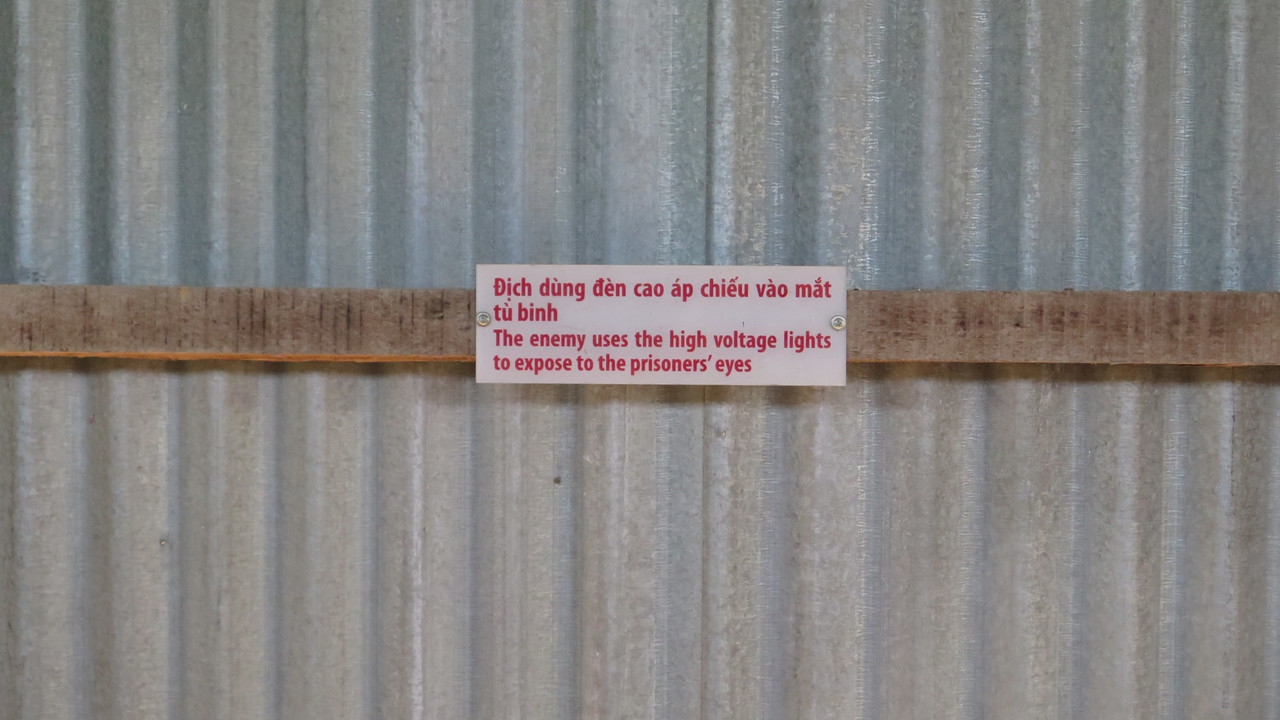 Địch dùng đèn cao áp chiếu vào mắt
tù binh
The enemy uses the high voltage lights
to expose to the prisoners’ eyes